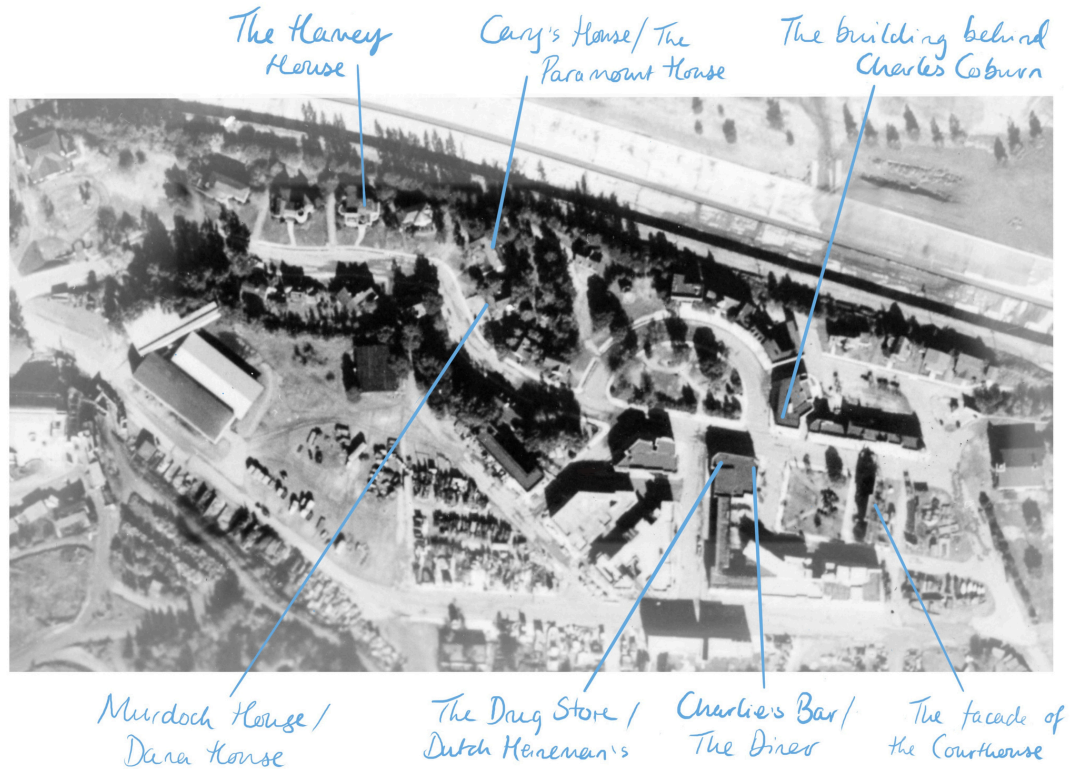 The Harvey
House
Cary's House/ The
Paramount House
The building behind
Charles Coburn
Murdoch House/
Dana House
The Drug Store /
Dutch Heineman's
Charlie's Bar/
The Diner
The facade of
the Courthouse